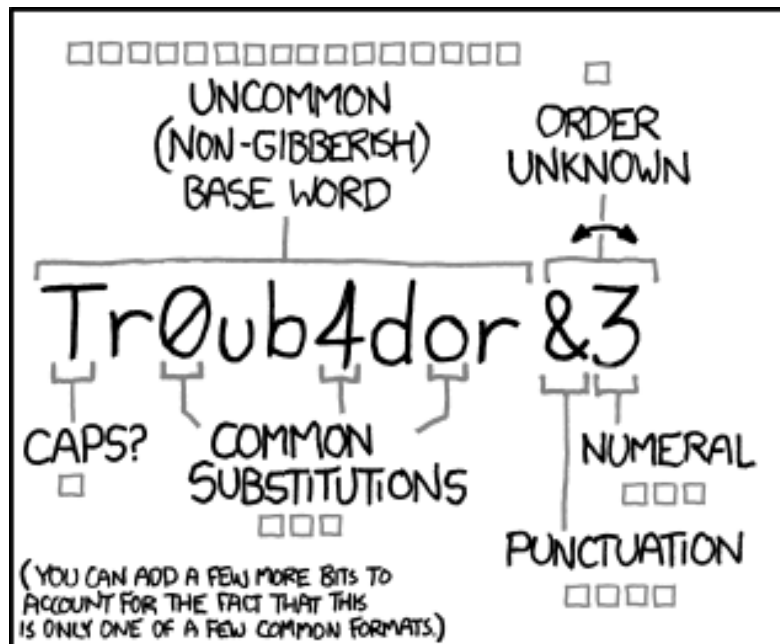 UNCOMMON
(NON-GIBBERISH)
BASE WORD
ORDER
UNKNOWN
Tr0ub4dor &3
CAPS?
COMMON
SUBSTITUTIONS
NUMERAL
PUNCTUATION
(YOU CAN ADD A FEW MORE BITS TO
ACCOUNT FOR THE FACT THAT THIS
IS ONLY ONE OF A FEW COMMON FORMATS.)